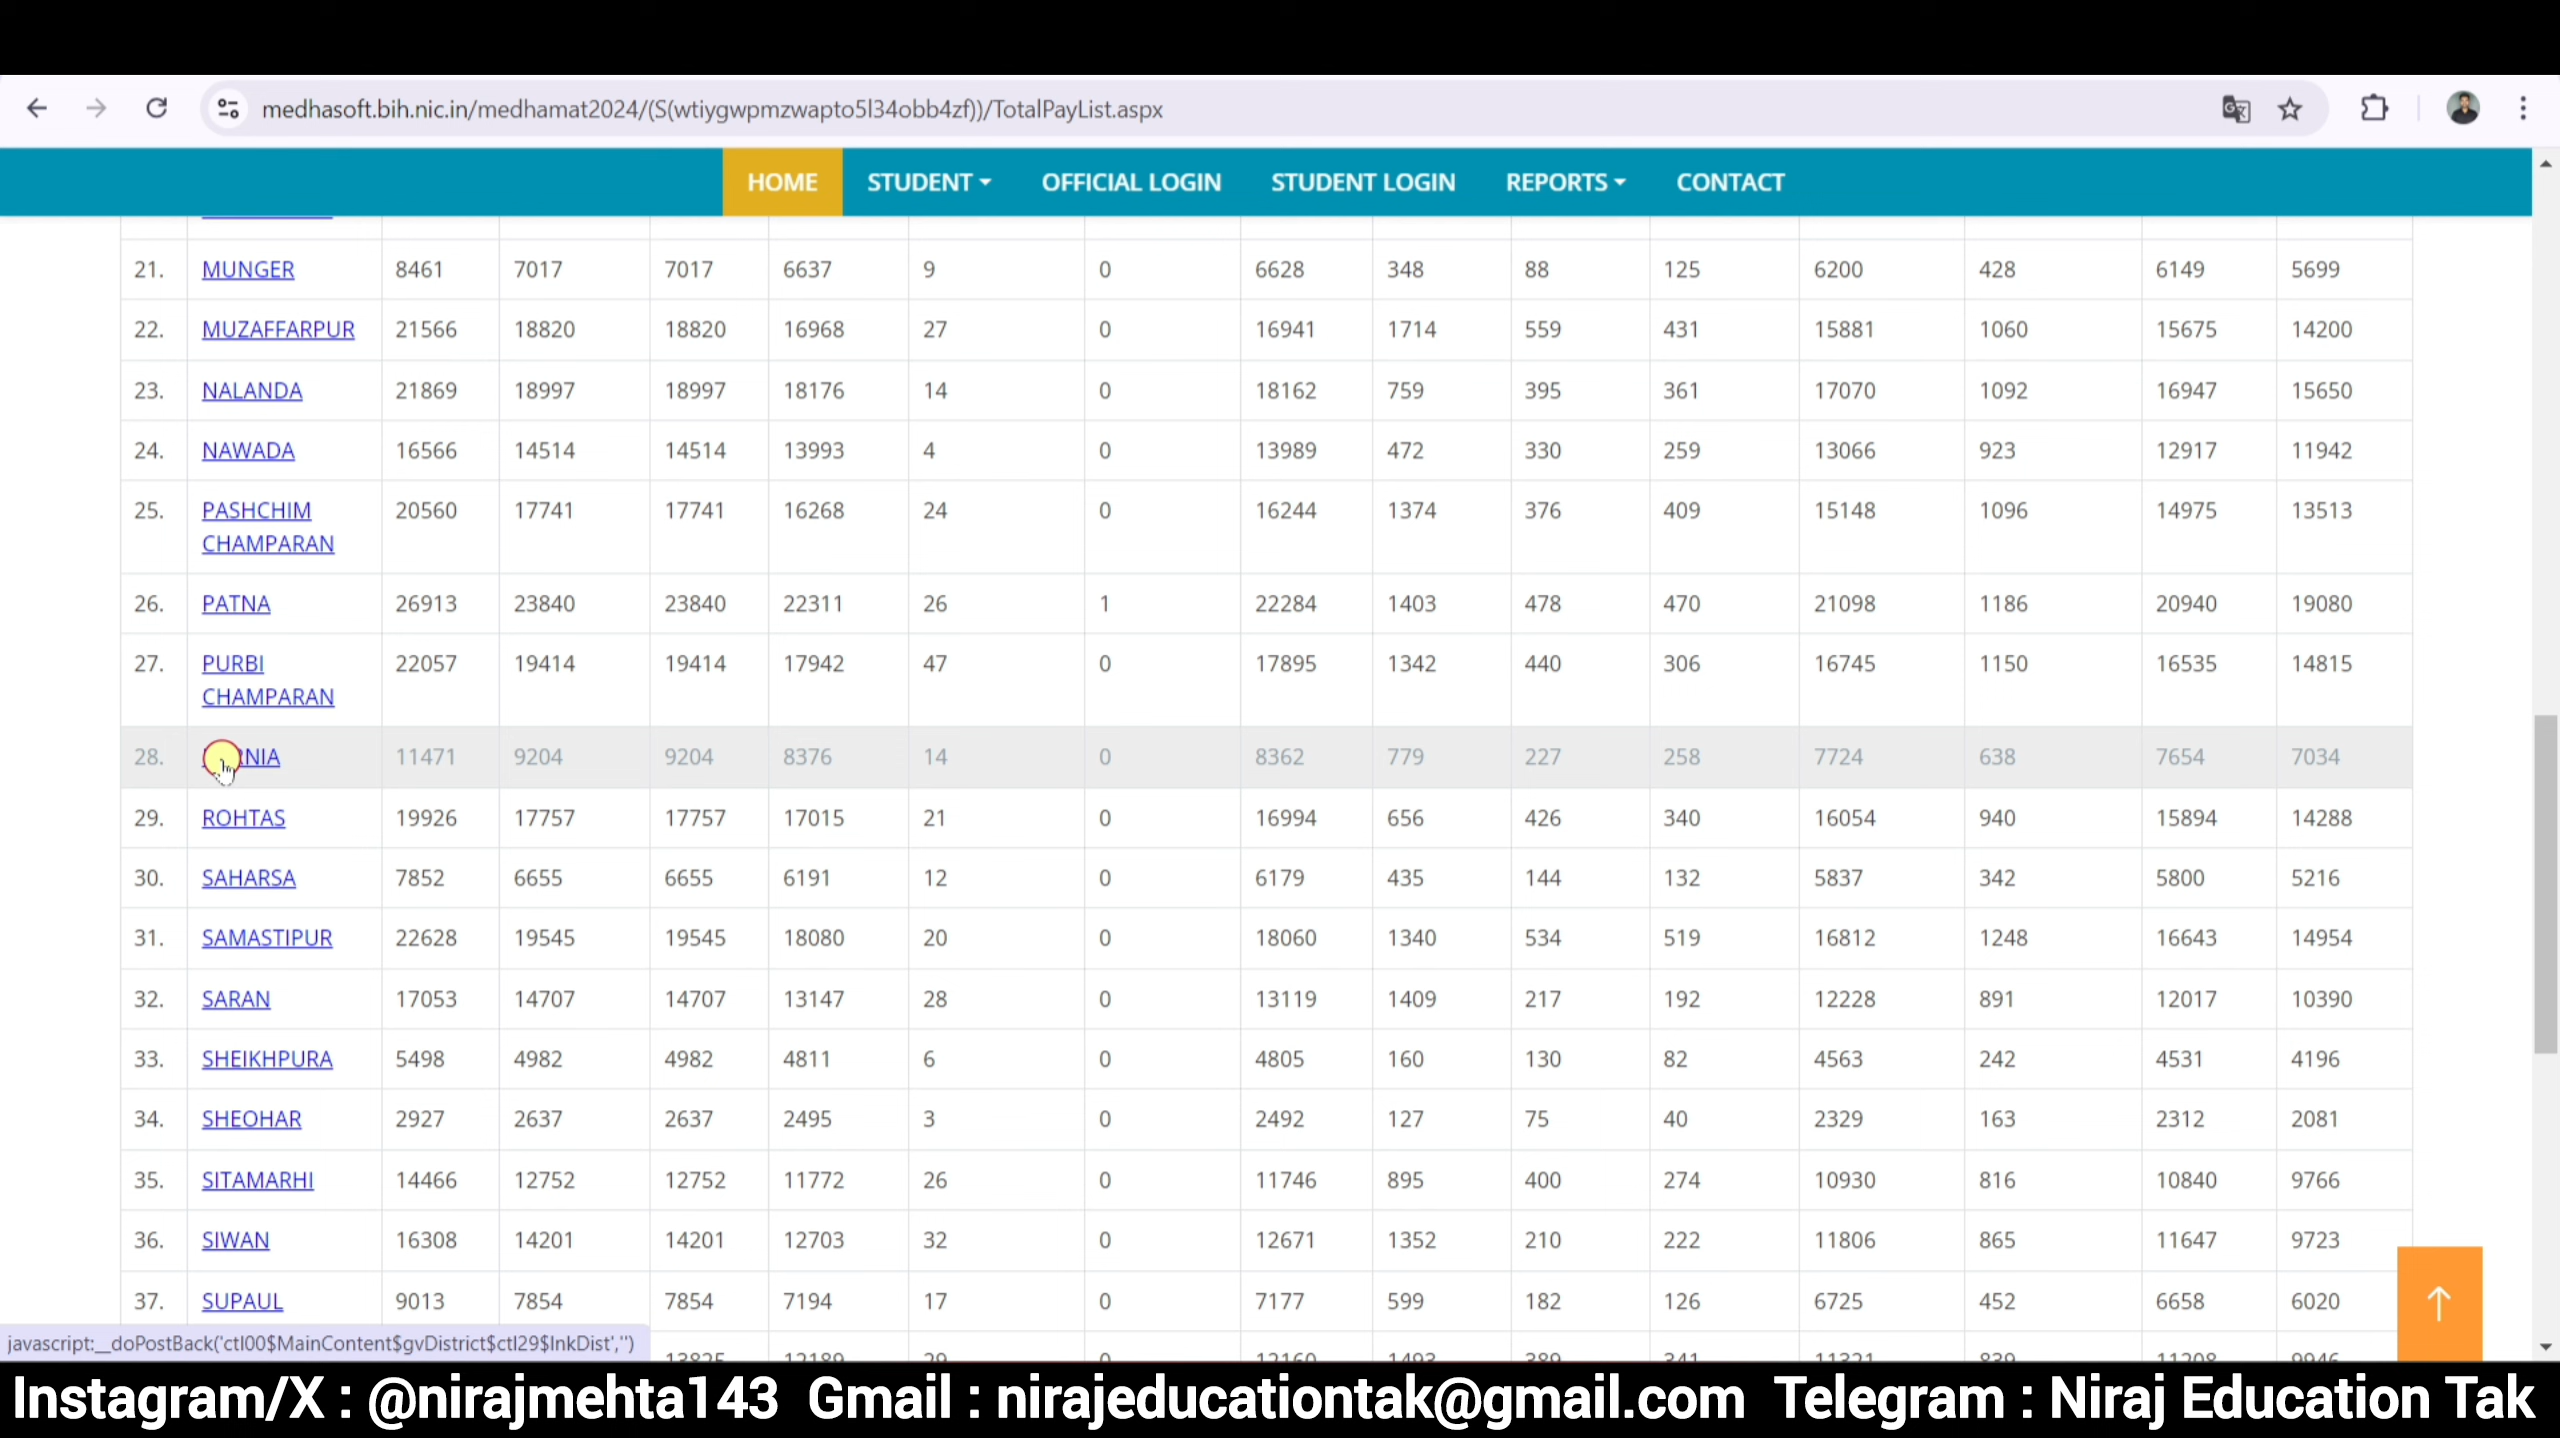 medhasoft.bih.nic.in/medhamat2024/(S(wtiygwpmzwapto5l34obb4zf))/TotalPayList.aspx
HOME STUDENT OFFICIAL LOGIN STUDENT LOGIN REPORTS CONTACT
21. MUNGER 8461 7017 7017 6637 9 0 6628 348 88 125 6200 428 6149 5699
22. MUZAFFARPUR 21566 18820 18820 16968 27 0 16941 1714 559 431 15881 1060 15675 14200
23. NALANDA 21869 18997 18997 18176 14 0 18162 759 395 361 17070 1092 16947 15650
24. NAWADA 16566 14514 14514 13993 4 0 13989 472 330 259 13066 923 12917 11942
25. PASHCHIM 20560 17741 17741 16268 24 0 16244 1374 376 409 15148 1096 14975 13513
CHAMPARAN
26. PATNA 26913 23840 23840 22311 26 1 22284 1403 478 470 21098 1186 20940 19080
27. PURBI 22057 19414 19414 17942 47 0 17895 1342 440 306 16745 1150 16535 14815
CHAMPARAN
28. NIA 11471 9204 9204 8376 14 0 8362 779 227 258 7724 638 7654 7034
29. ROHTAS 19926 17757 17757 17015 21 0 16994 656 426 340 16054 940 15894 14288
30. SAHARSA 7852 6655 6655 6191 12 0 6179 435 144 132 5837 342 5800 5216
31. SAMASTIPUR 22628 19545 19545 18080 20 0 18060 1340 534 519 16812 1248 16643 14954
32. SARAN 17053 14707 14707 13147 28 0 13119 1409 217 192 12228 891 12017 10390
33. SHEIKHPURA 5498 4982 4982 4811 6 0 4805 160 130 82 4563 242 4531 4196
34. SHEOHAR 2927 2637 2637 2495 3 0 2492 127 75 40 2329 163 2312 2081
35. SITAMARHI 14466 12752 12752 11772 26 0 11746 895 400 274 10930 816 10840 9766
36. SIWAN 16308 14201 14201 12703 32 0 12671 1352 210 222 11806 865 11647 9723
37. SUPAUL 9013 7854 7854 7194 17 0 7177 599 182 126 6725 452 6658 6020
javascript:__doPostBack('ctl00$MainContent$gvDistrict$ctl29$lnkDist','')
Instagram/X : @nirajmehta143 Gmail : nirajeducationtak@gmail.com Telegram : Niraj Education Tak